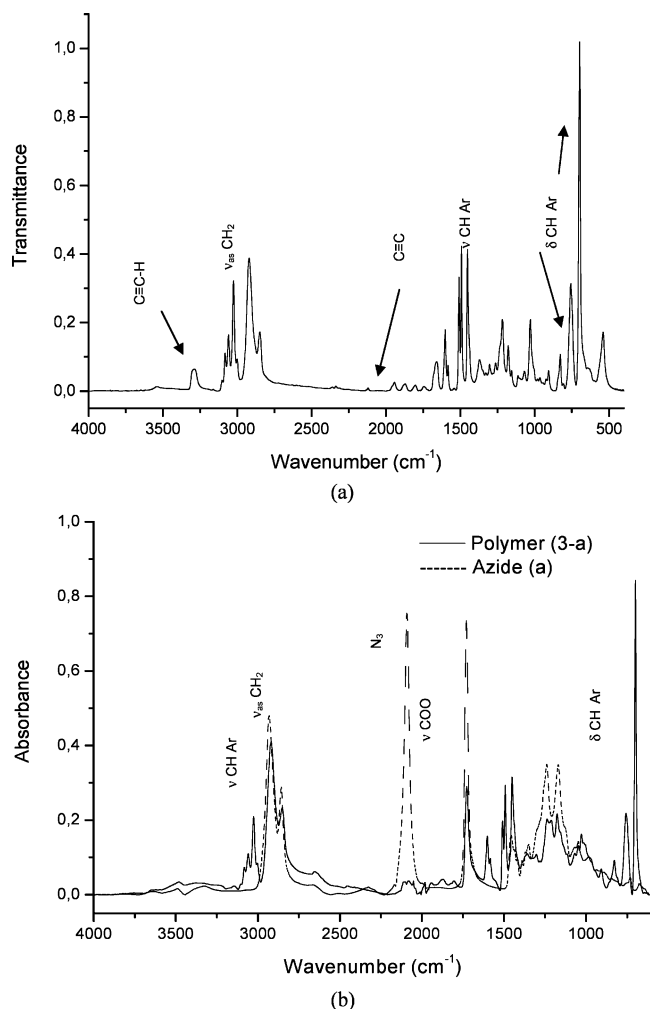 1,0
0,8
0,6
0,4
0,2
0,0
Transmittance
C≡C-H
νas CH2
C≡C
ν CH Ar
δ CH Ar
4000 3500 3000 2500 2000 1500 1000 500
Wavenumber (cm-1)
(a)
1,0
0,8
0,6
0,4
0,2
0,0
Absorbance
Polymer (3-a)
Azide (a)
ν CH Ar
νas CH2
N3
ν COO
δ CH Ar
4000 3500 3000 2500 2000 1500 1000
Wavenumber (cm-1)
(b)